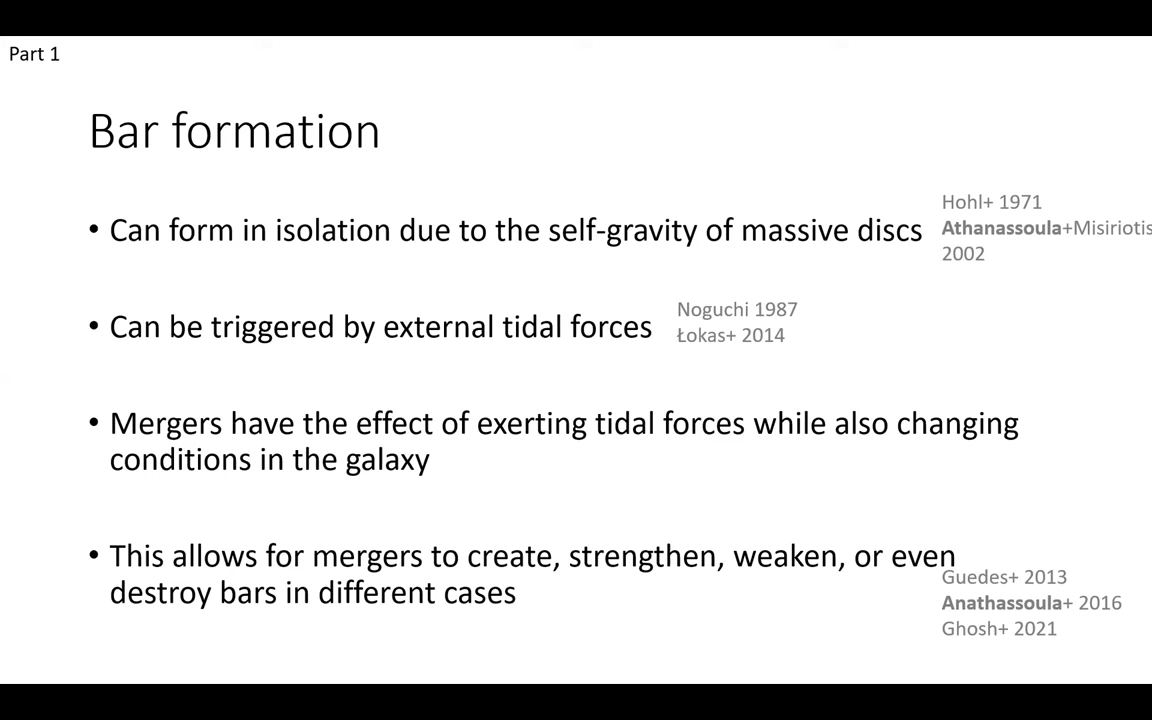 Part 1
Bar formation
• Can form in isolation due to the self-gravity of massive discs
Hohl+ 1971
Athanassoula+Misiriotis
2002
• Can be triggered by external tidal forces
Noguchi 1987
Łokas+ 2014
• Mergers have the effect of exerting tidal forces while also changing
conditions in the galaxy
• This allows for mergers to create, strengthen, weaken, or even
destroy bars in different cases
Guedes+ 2013
Anathassoula+ 2016
Ghosh+ 2021